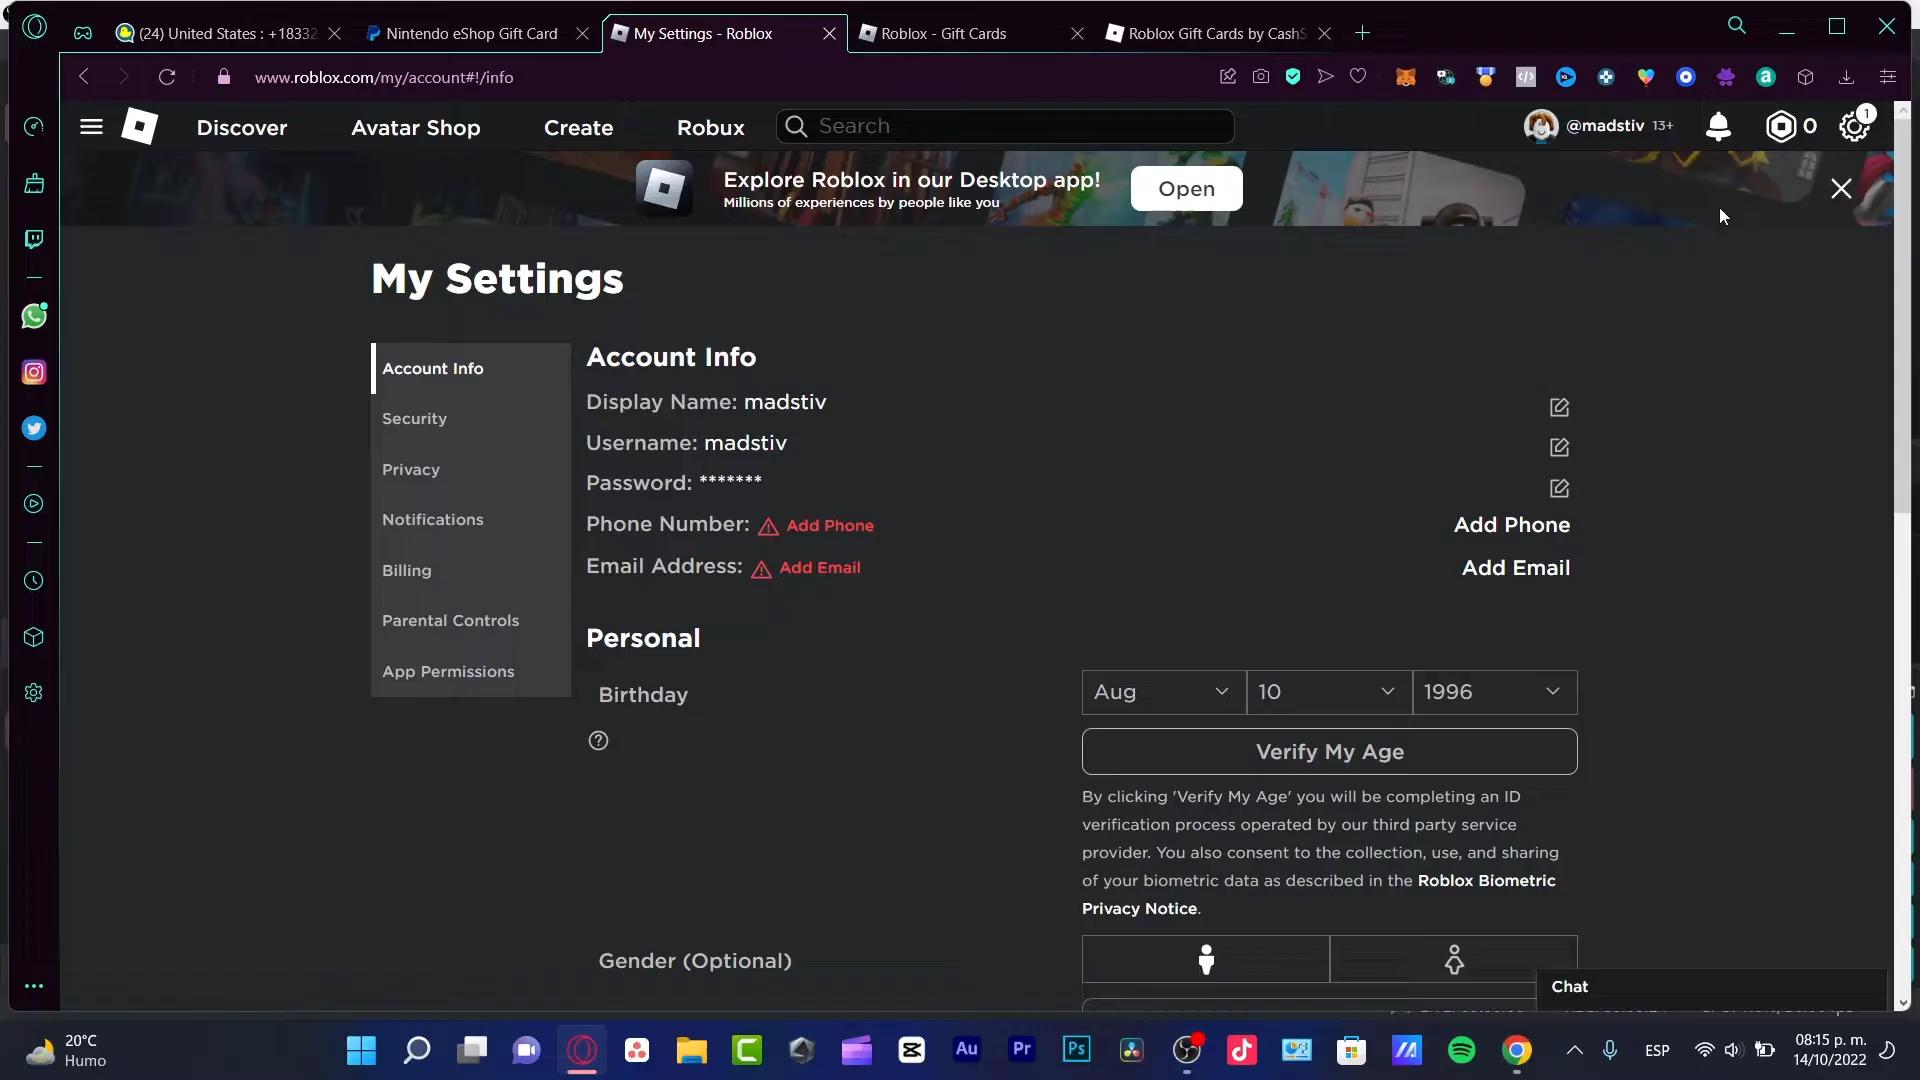 (24) United States : +18332
Nintendo eShop Gift Card
My Settings - Roblox
Roblox - Gift Cards
Roblox Gift Cards by CashS
www.roblox.com/my/account#!/info
Discover
Avatar Shop
Create
Robux
Search
@madstiv 13+
0
1
Explore Roblox in our Desktop app!
Millions of experiences by people like you
Open
My Settings
Account Info
Security
Privacy
Notifications
Billing
Parental Controls
App Permissions
Account Info
Display Name: madstiv
Username: madstiv
Password: *******
Phone Number: Add Phone
Add Phone
Email Address: Add Email
Add Email
Personal
Birthday
Aug
10
1996
Verify My Age
By clicking 'Verify My Age' you will be completing an ID
verification process operated by our third party service
provider. You also consent to the collection, use, and sharing
of your biometric data as described in the Roblox Biometric
Privacy Notice.
Gender (Optional)
Chat
20°C
Humo
Au
Pr
Ps
ESP
08:15 p. m.
14/10/2022